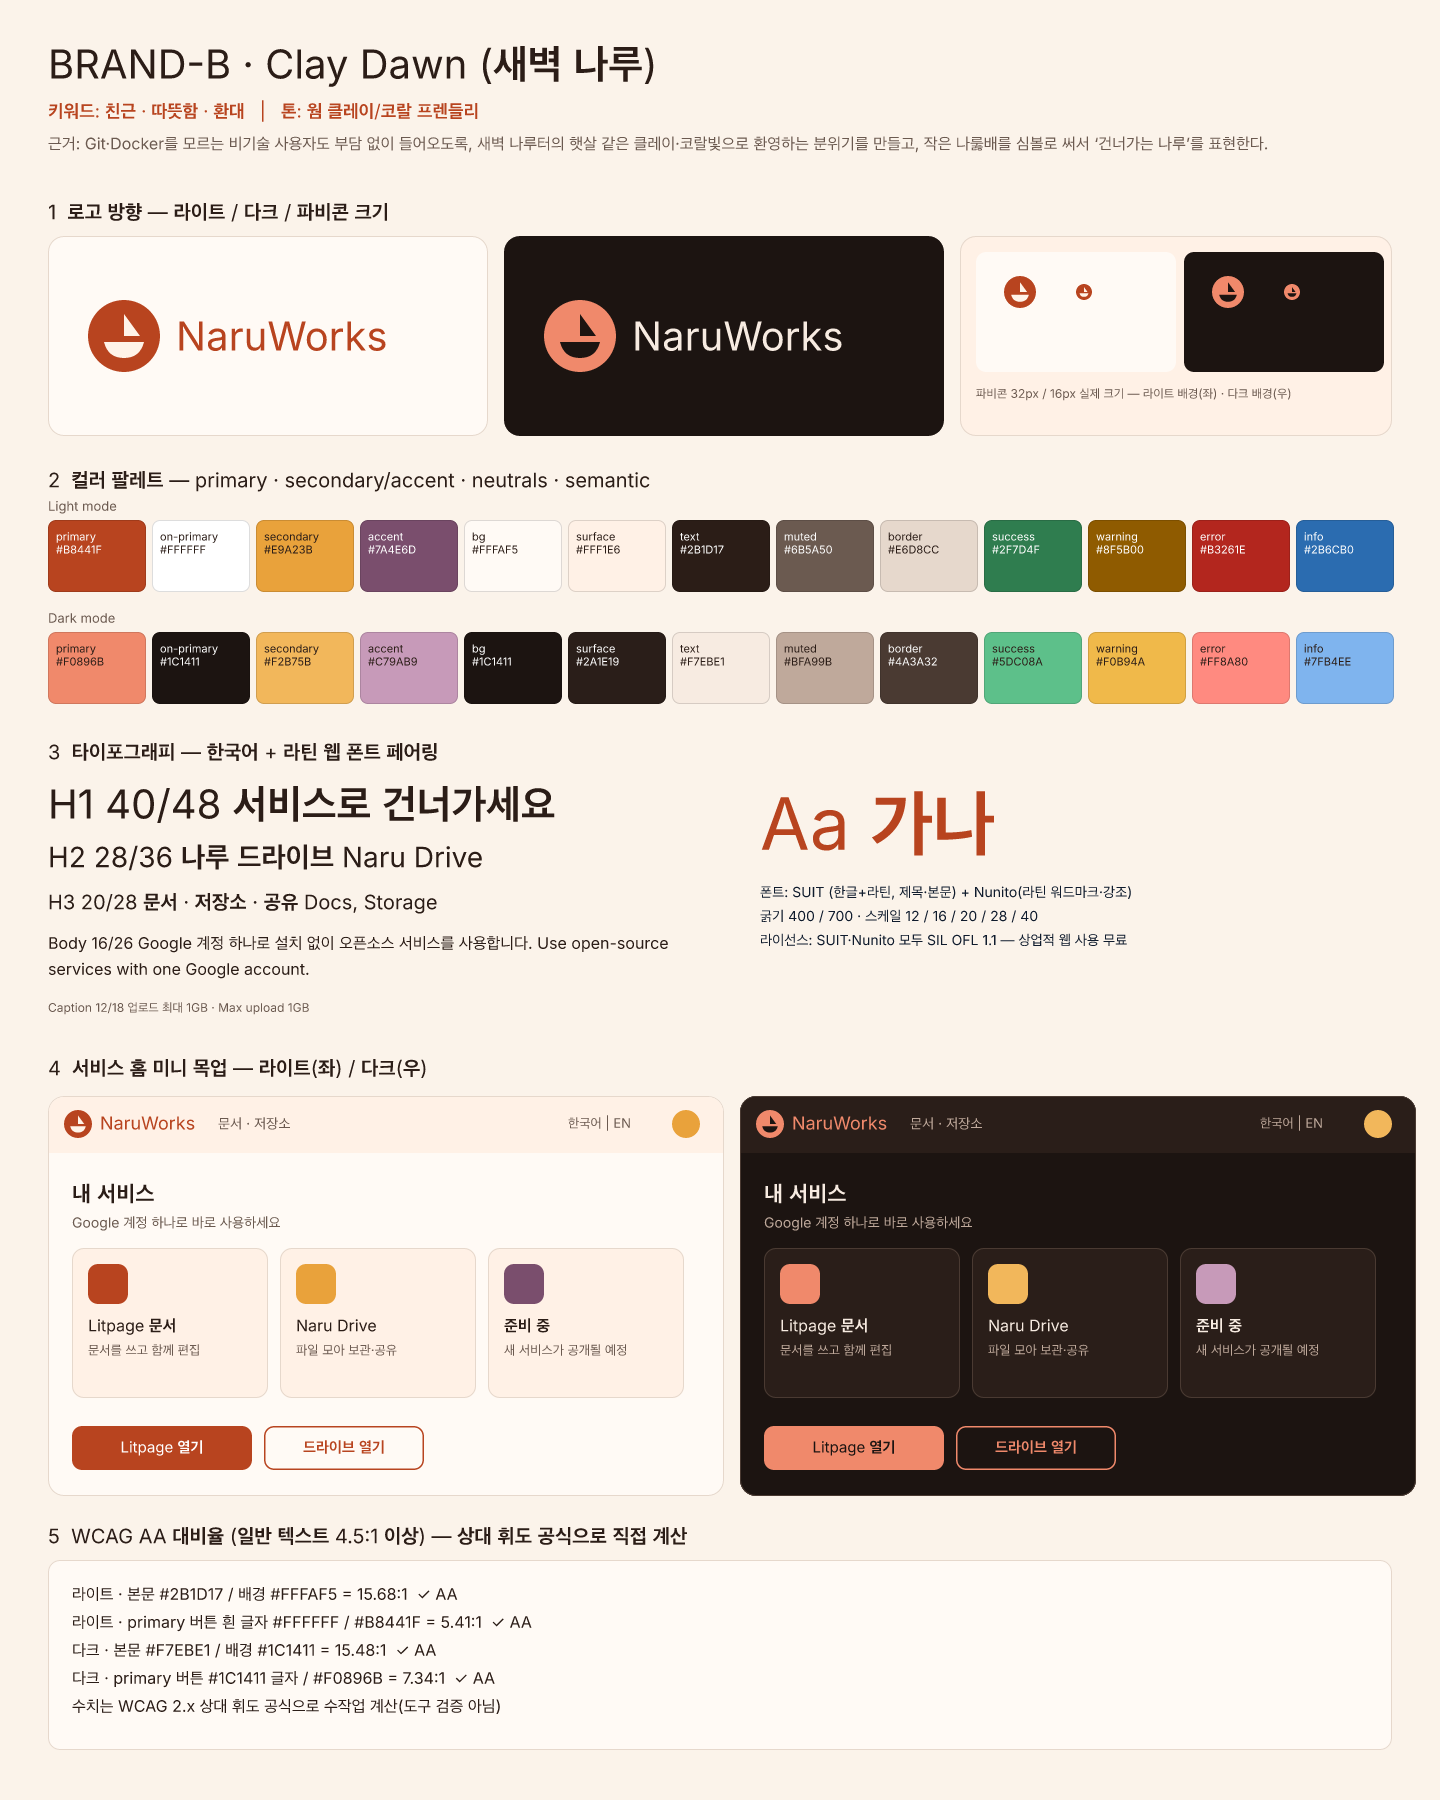 BRAND-B · Clay Dawn (새벽 나루)
키워드: 친근 · 따뜻함 · 환대 │ 톤: 웜 클레이/코랄 프렌들리
근거: Git·Docker를 모르는 비기술 사용자도 부담 없이 들어오도록, 새벽 나루터의 햇살 같은 클레이·코랄빛으로 환영하는 분위기를 만들고, 작은 나룻배를 심볼로 써서 ‘건너가는 나루’를 표현한다.
1 로고 방향 — 라이트 / 다크 / 파비콘 크기
NaruWorks
NaruWorks
파비콘 32px / 16px 실제 크기 — 라이트 배경(좌) · 다크 배경(우)
2 컬러 팔레트 — primary · secondary/accent · neutrals · semantic
Light mode
primary
#B8441F
on-primary
#FFFFFF
secondary
#E9A23B
accent
#7A4E6D
bg
#FFFAF5
surface
#FFF1E6
text
#2B1D17
muted
#6B5A50
border
#E6D8CC
success
#2F7D4F
warning
#8F5B00
error
#B3261E
info
#2B6CB0
Dark mode
primary
#F0896B
on-primary
#1C1411
secondary
#F2B75B
accent
#C79AB9
bg
#1C1411
surface
#2A1E19
text
#F7EBE1
muted
#BFA99B
border
#4A3A32
success
#5DC08A
warning
#F0B94A
error
#FF8A80
info
#7FB4EE
3 타이포그래피 — 한국어 + 라틴 웹 폰트 페어링
H1 40/48 서비스로 건너가세요
H2 28/36 나루 드라이브 Naru Drive
H3 20/28 문서 · 저장소 · 공유 Docs, Storage
Body 16/26 Google 계정 하나로 설치 없이 오픈소스 서비스를 사용합니다. Use open-source
services with one Google account.
Caption 12/18 업로드 최대 1GB · Max upload 1GB
Aa 가나
폰트: SUIT (한글+라틴, 제목·본문) + Nunito(라틴 워드마크·강조)
굵기 400 / 700 · 스케일 12 / 16 / 20 / 28 / 40
라이선스: SUIT·Nunito 모두 SIL OFL 1.1 — 상업적 웹 사용 무료
4 서비스 홈 미니 목업 — 라이트(좌) / 다크(우)
NaruWorks 문서 · 저장소 한국어 | EN
내 서비스
Google 계정 하나로 바로 사용하세요
Litpage 문서
문서를 쓰고 함께 편집
Naru Drive
파일 모아 보관·공유
준비 중
새 서비스가 공개될 예정
Litpage 열기
드라이브 열기
NaruWorks 문서 · 저장소 한국어 | EN
내 서비스
Google 계정 하나로 바로 사용하세요
Litpage 문서
문서를 쓰고 함께 편집
Naru Drive
파일 모아 보관·공유
준비 중
새 서비스가 공개될 예정
Litpage 열기
드라이브 열기
5 WCAG AA 대비율 (일반 텍스트 4.5:1 이상) — 상대 휘도 공식으로 직접 계산
라이트 · 본문 #2B1D17 / 배경 #FFFAF5 = 15.68:1 ✓ AA
라이트 · primary 버튼 흰 글자 #FFFFFF / #B8441F = 5.41:1 ✓ AA
다크 · 본문 #F7EBE1 / 배경 #1C1411 = 15.48:1 ✓ AA
다크 · primary 버튼 #1C1411 글자 / #F0896B = 7.34:1 ✓ AA
수치는 WCAG 2.x 상대 휘도 공식으로 수작업 계산(도구 검증 아님)